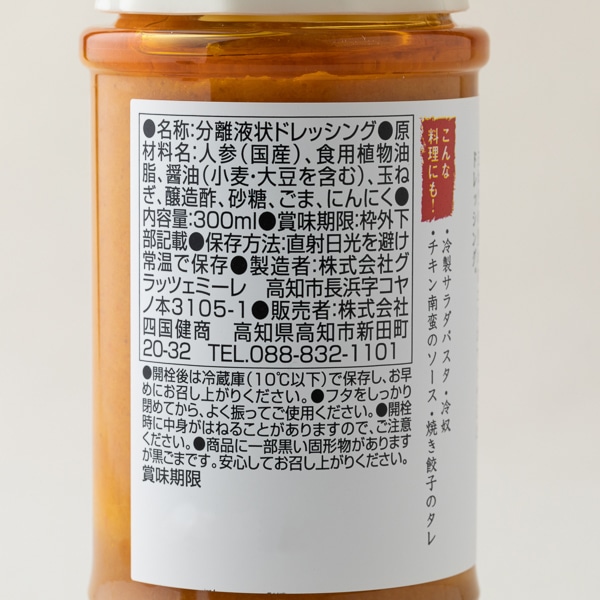 ●名称:分離液状ドレッシング●原
材料名:人参(国産)、食用植物油
脂、醤油(小麦・大豆を含む)、玉ね
ぎ、醸造酢、砂糖、ごま、にんにく●
内容量:300ml●賞味期限:枠外下
部記載●保存方法:直射日光を避け
常温で保存●製造者:株式会社グ
ラッツェミーレ 高知市長浜字コヤ
ノ本3105-1●販売者:株式会社
四国健商 高知県高知市新田町
20-32 TEL.088-832-1101
●開栓後は冷蔵庫(10℃以下)で保存し、お早
めにお召し上がりください。●フタをしっかり
閉めてから、よく振ってご使用ください。●開栓
時に中身がはねることがありますので、ご注意
ください。●商品に一部黒い固形物があります
が黒ごまです。安心してお召し上がりください。
賞味期限
こんな
料理にも!
・冷製サラダパスタ・冷奴
・チキン南蛮のソース・焼き餃子のタレ